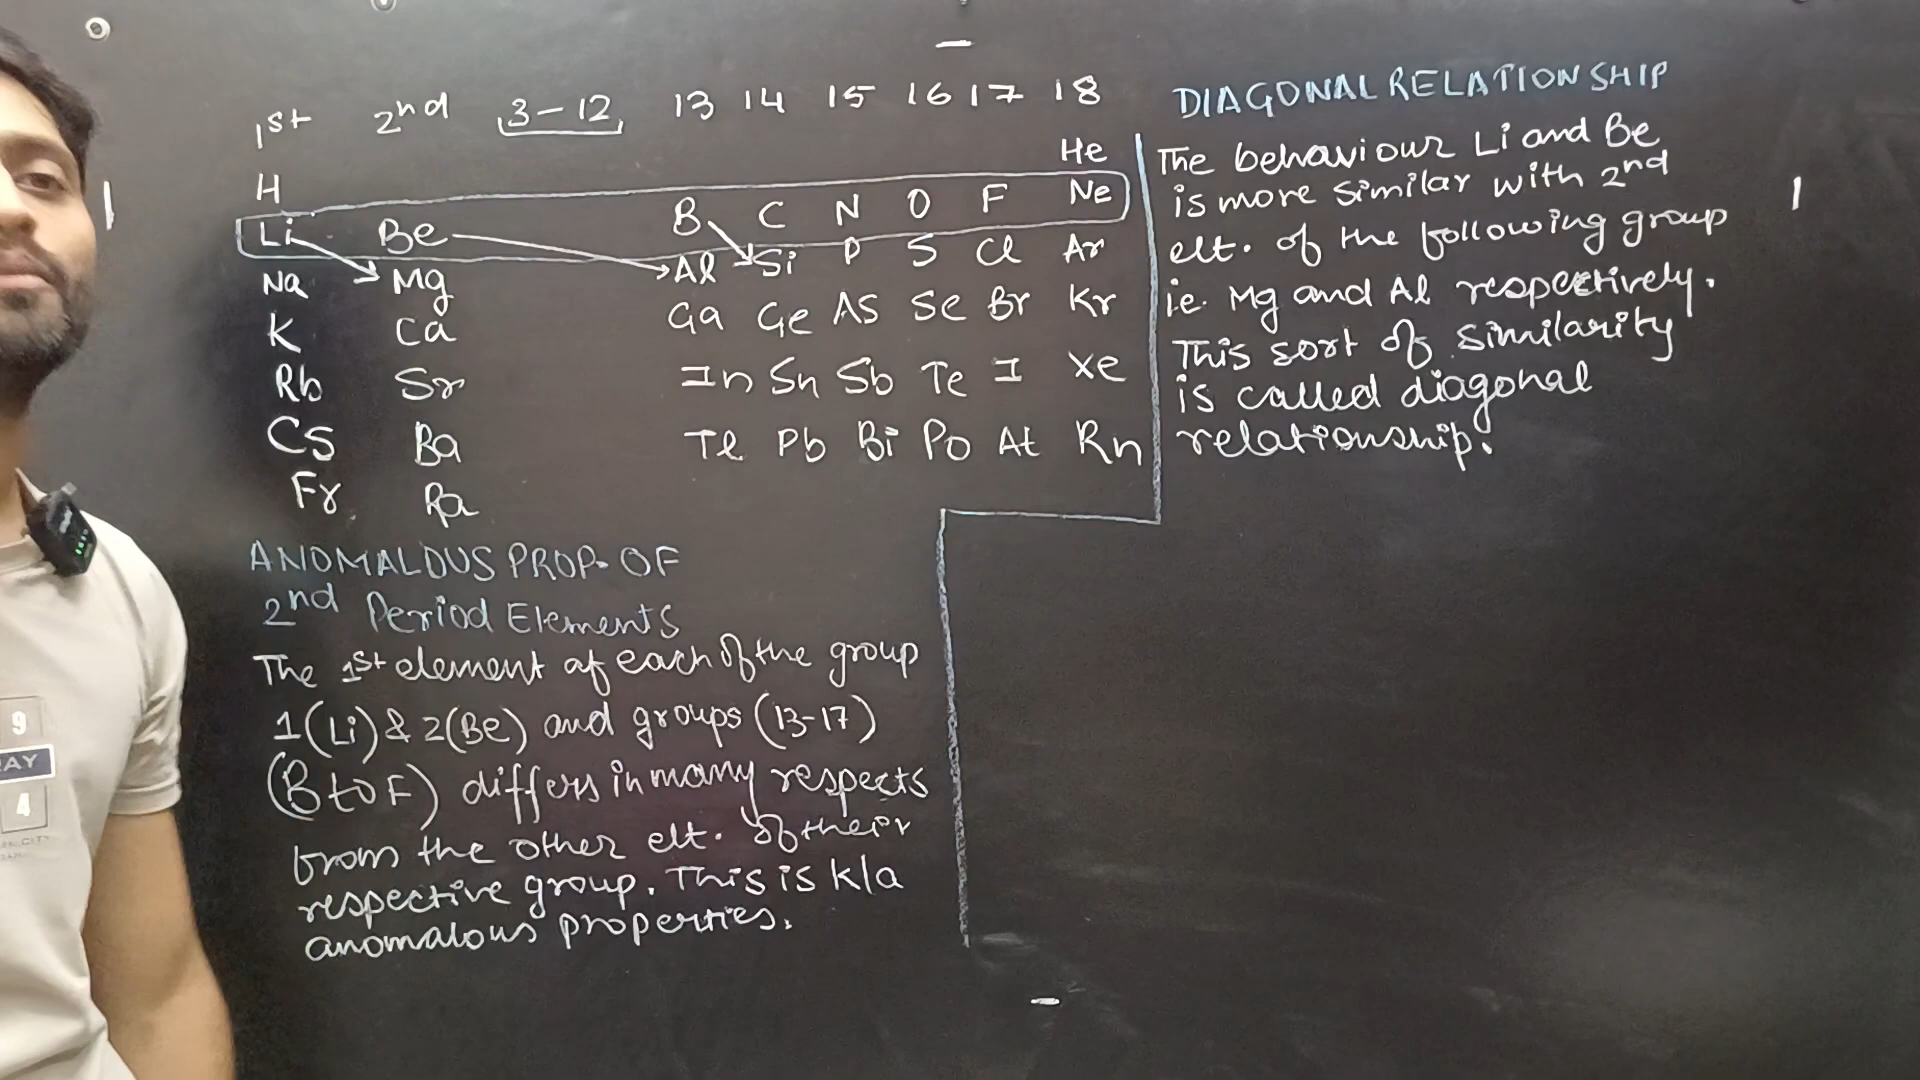 1st 2nd 3-12 13 14 15 16 17 18
He
H
Li Be B C N O F Ne
Na Mg Al Si P S Cl Ar
K Ca Ga Ge As Se Br Kr
Rb Sr In Sn Sb Te I Xe
Cs Ba Tl Pb Bi Po At Rn
Fr Ra
ANOMALOUS PROP. OF
2nd Period Elements
The 1st element of each of the group
1(Li) & 2(Be) and groups (13-17)
(B to F) differs in many respects
from the other elt. of their
respective group. This is k/a
anomalous properties.
DIAGONAL RELATIONSHIP
The behaviour Li and Be
is more similar with 2nd
elt. of the following group
ie. Mg and Al respectively.
This sort of similarity
is called diagonal
relationship.
9
AY
4